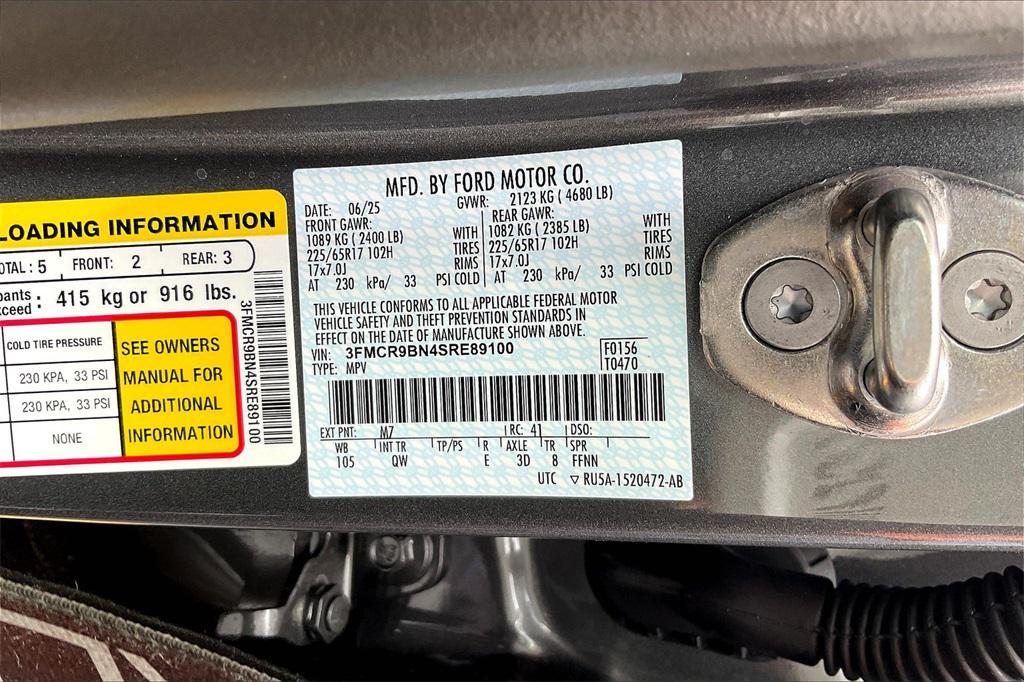 LOADING INFORMATION
OTAL : 5 FRONT: 2 REAR: 3
pants
xceed : 415 kg or 916 lbs.
COLD TIRE PRESSURE
230 KPA, 33 PSI
230 KPA, 33 PSI
NONE
SEE OWNERS
MANUAL FOR
ADDITIONAL
INFORMATION
3FMCR9BN4SRE89100
MFD. BY FORD MOTOR CO.
DATE: 06/25 GVWR: 2123 KG ( 4680 LB)
FRONT GAWR: WITH REAR GAWR: WITH
1089 KG ( 2400 LB) TIRES 1082 KG ( 2385 LB) TIRES
225/65R17 102H RIMS 225/65R17 102H RIMS
17x7.0J 17x7.0J
AT 230 kPa/ 33 PSI COLD AT 230 kPa/ 33 PSI COLD
THIS VEHICLE CONFORMS TO ALL APPLICABLE FEDERAL MOTOR
VEHICLE SAFETY AND THEFT PREVENTION STANDARDS IN
EFFECT ON THE DATE OF MANUFACTURE SHOWN ABOVE.
VIN: 3FMCR9BN4SRE89100 F0156
TYPE: MPV T0470
EXT PNT: M7 RC: 41 DSO:
WB INT TR TP/PS R AXLE TR SPR
105 QW E 3D 8 FFNN
UTC ▽ RU5A-1520472-AB